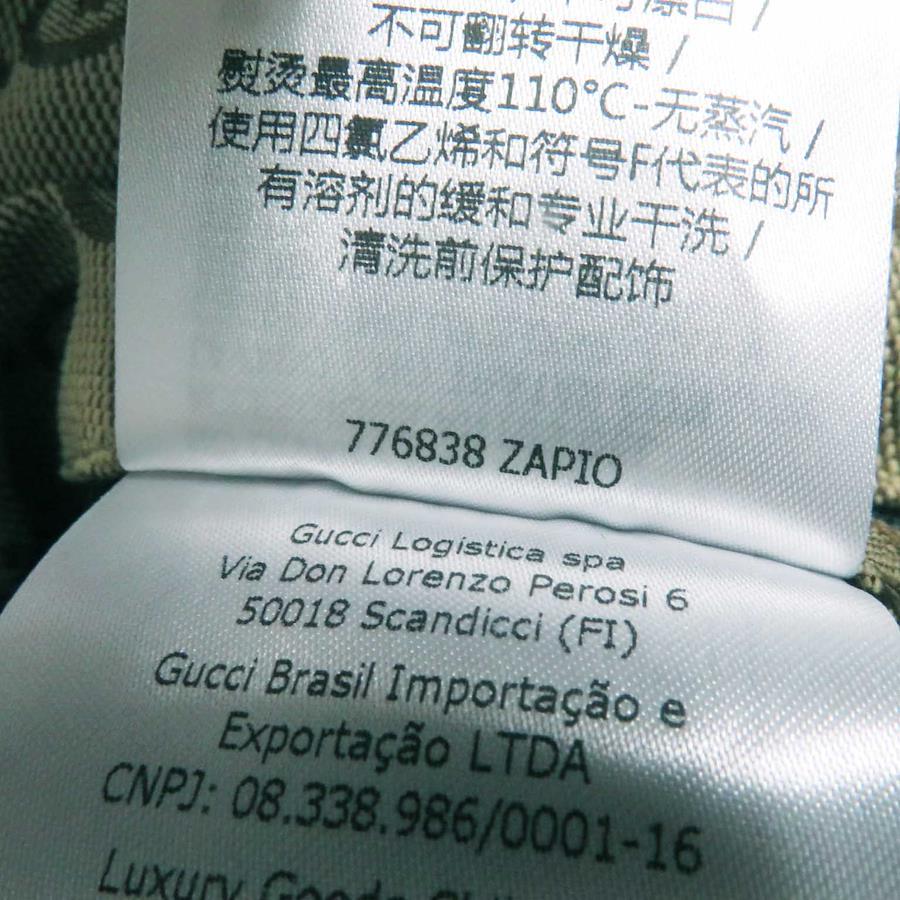 不可翻转干燥 /
熨烫最高温度110°C-无蒸汽 /
使用四氯乙烯和符号F代表的所
有溶剂的缓和专业干洗 /
清洗前保护配饰
776838 ZAPIO
Gucci Logistica spa
Via Don Lorenzo Perosi 6
50018 Scandicci (FI)
Gucci Brasil Importação e
Exportação LTDA
CNPJ: 08.338.986/0001-16
Luxury Goods